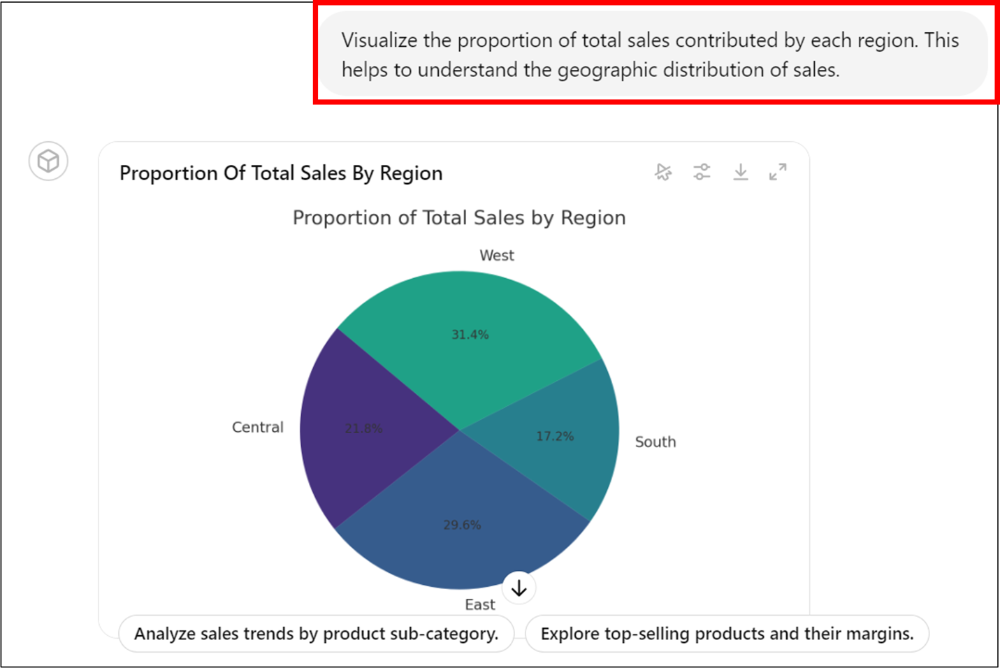 Visualize the proportion of total sales contributed by each region. This
helps to understand the geographic distribution of sales.
Proportion Of Total Sales By Region
Proportion of Total Sales by Region
West
31.4%
Central
21.8%
17.2%
South
29.6%
East
Analyze sales trends by product sub-category.
Explore top-selling products and their margins.